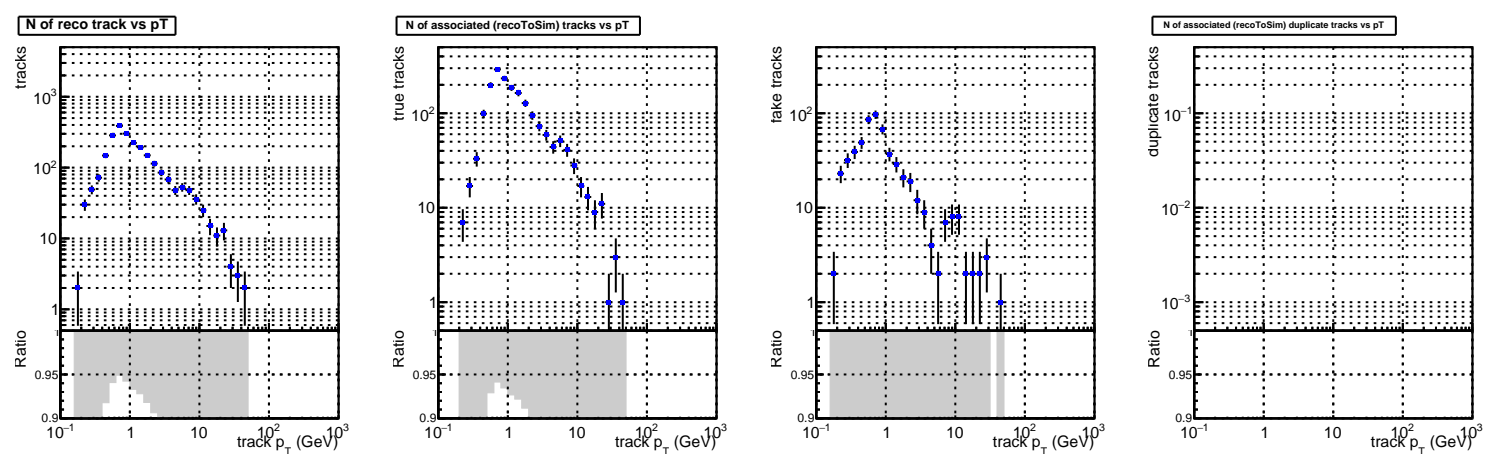 N of reco track vs pT
tracks
10³
10²
10
1
Ratio
1
0.95
0.9
10⁻¹ 1 10 10² 10³
track p_T (GeV)
N of associated (recoToSim) tracks vs pT
true tracks
10²
10
1
Ratio
1
0.95
0.9
10⁻¹ 1 10 10² 10³
track p_T (GeV)
fake tracks
10²
10
1
Ratio
1
0.95
0.9
10⁻¹ 1 10 10² 10³
track p_T (GeV)
N of associated (recoToSim) duplicate tracks vs pT
duplicate tracks
10⁻¹
10⁻²
10⁻³
Ratio
1
0.95
0.9
10⁻¹ 1 10 10² 10³
track p_T (GeV)